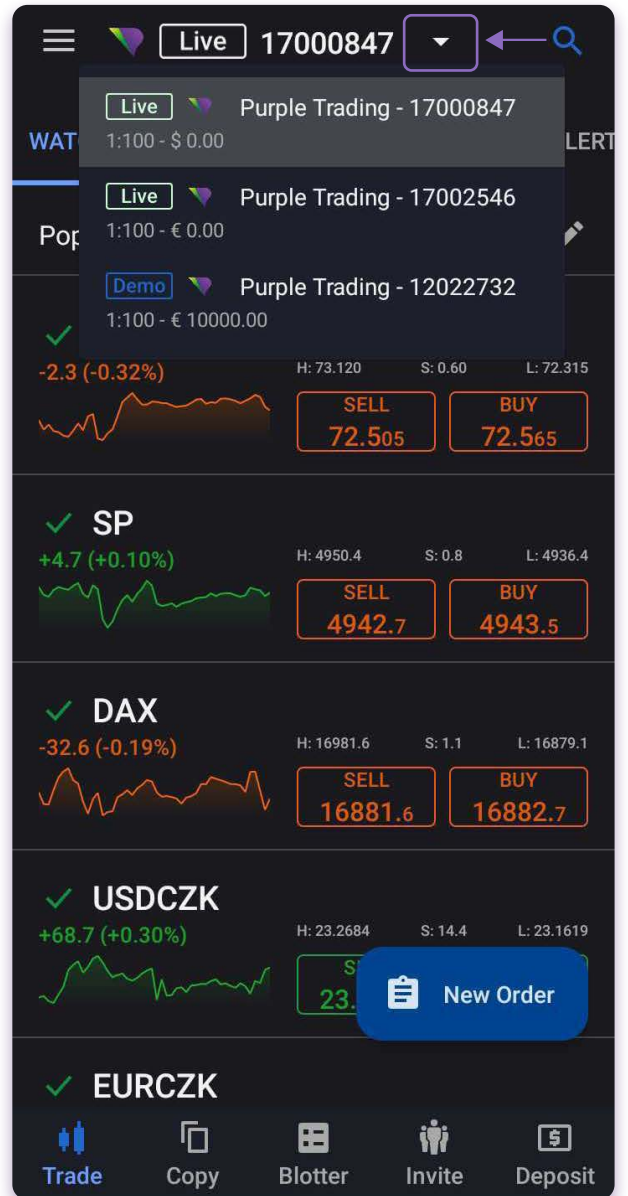 Live 17000847
Live Purple Trading - 17000847
1:100 - $ 0.00
WAT LERT
Live Purple Trading - 17002546
1:100 - € 0.00
Pop
Demo Purple Trading - 12022732
1:100 - € 10000.00
-2.3 (-0.32%) H: 73.120 S: 0.60 L: 72.315
SELL BUY
72.505 72.565
SP
+4.7 (+0.10%) H: 4950.4 S: 0.8 L: 4936.4
SELL BUY
4942.7 4943.5
DAX
-32.6 (-0.19%) H: 16981.6 S: 1.1 L: 16879.1
SELL BUY
16881.6 16882.7
USDCZK
+68.7 (+0.30%) H: 23.2684 S: 14.4 L: 23.1619
S
23.
New Order
EURCZK
Trade Copy Blotter Invite Deposit